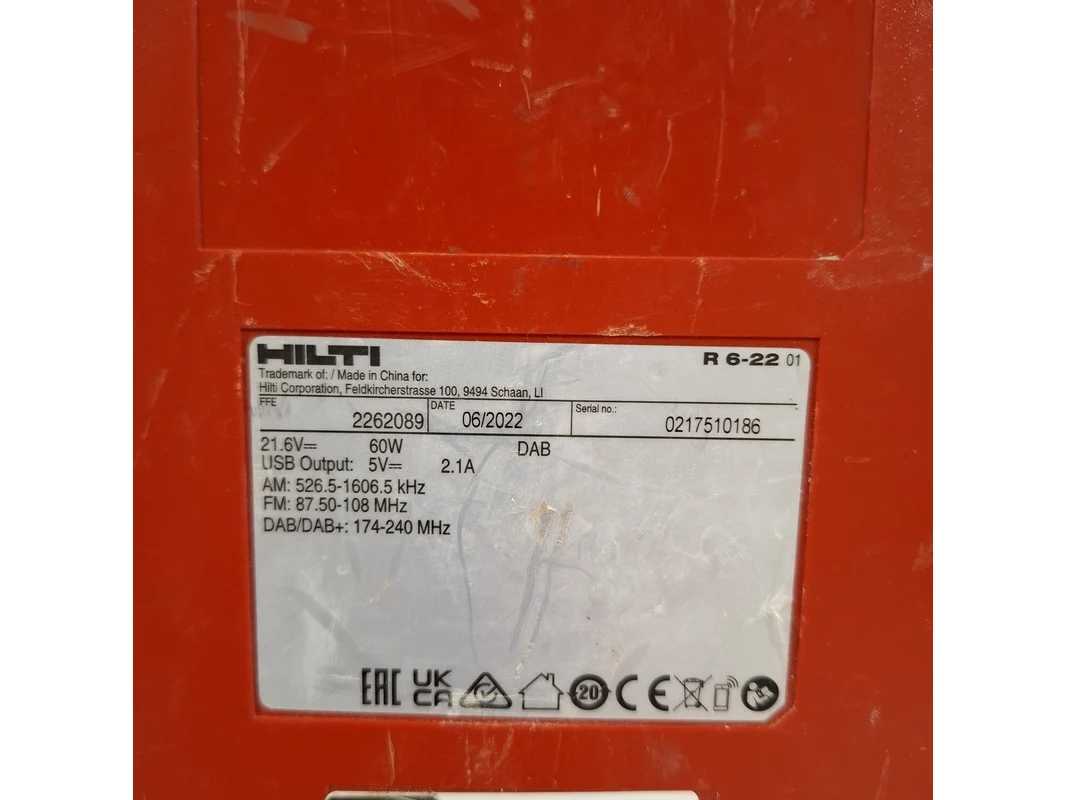 HILTI R 6-22 01
Trademark of: / Made in China for:
Hilti Corporation, Feldkircherstrasse 100, 9494 Schaan, LI
FFE 2262089 DATE 06/2022 Serial no.: 0217510186
21.6V⎓ 60W DAB
USB Output: 5V⎓ 2.1A
AM: 526.5-1606.5 kHz
FM: 87.50-108 MHz
DAB/DAB+: 174-240 MHz
EAC UK CA 20 CE